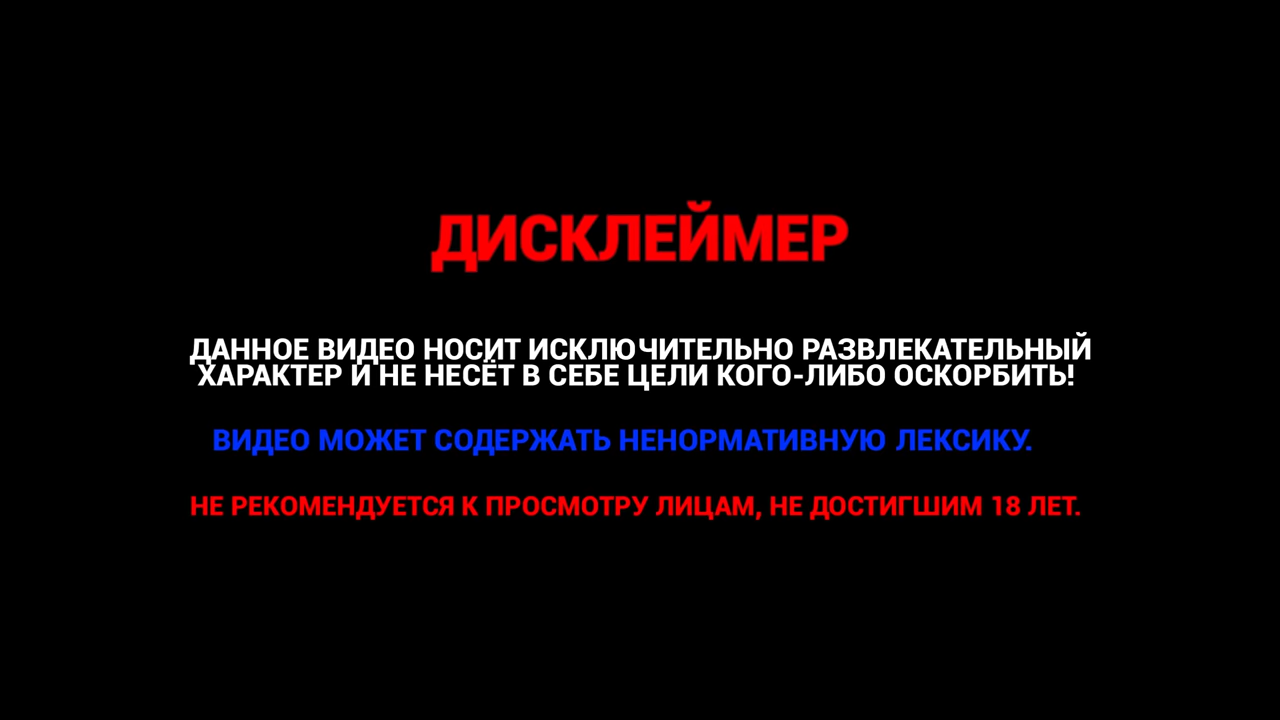 ДИСКЛЕЙМЕР
ДАННОЕ ВИДЕО НОСИТ ИСКЛЮЧИТЕЛЬНО РАЗВЛЕКАТЕЛЬНЫЙ
ХАРАКТЕР И НЕ НЕСЁТ В СЕБЕ ЦЕЛИ КОГО-ЛИБО ОСКОРБИТЬ!
ВИДЕО МОЖЕТ СОДЕРЖАТЬ НЕНОРМАТИВНУЮ ЛЕКСИКУ.
НЕ РЕКОМЕНДУЕТСЯ К ПРОСМОТРУ ЛИЦАМ, НЕ ДОСТИГШИМ 18 ЛЕТ.